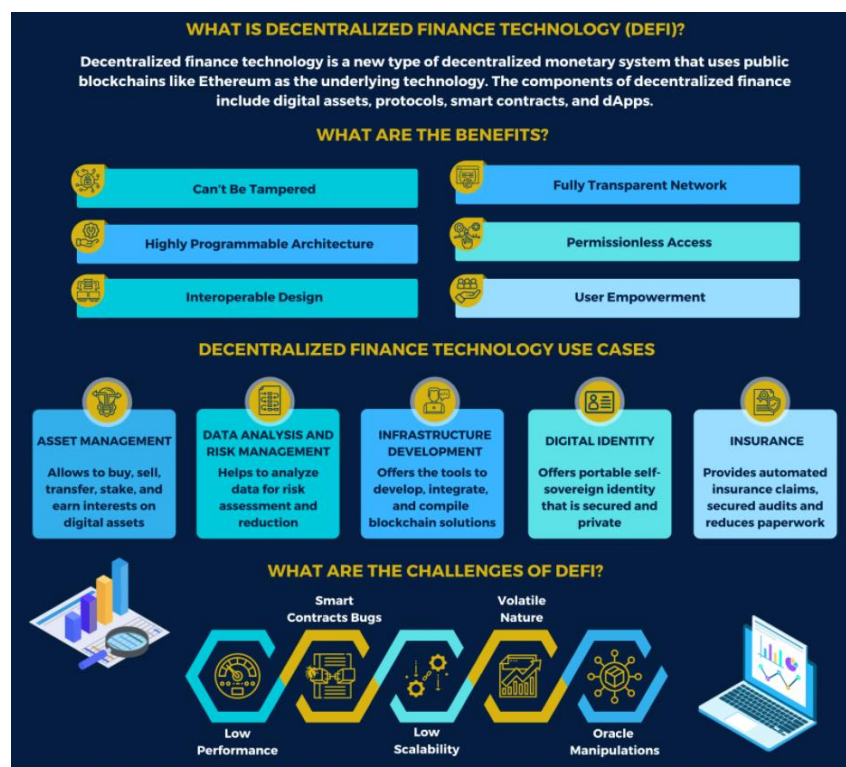 WHAT IS DECENTRALIZED FINANCE TECHNOLOGY (DEFI)?
Decentralized finance technology is a new type of decentralized monetary system that uses public
blockchains like Ethereum as the underlying technology. The components of decentralized finance
include digital assets, protocols, smart contracts, and dApps.
WHAT ARE THE BENEFITS?
Can't Be Tampered
Fully Transparent Network
Highly Programmable Architecture
Permissionless Access
Interoperable Design
User Empowerment
DECENTRALIZED FINANCE TECHNOLOGY USE CASES
ASSET MANAGEMENT
Allows to buy, sell,
transfer, stake, and
earn interests on
digital assets
DATA ANALYSIS AND
RISK MANAGEMENT
Helps to analyze
data for risk
assessment and
reduction
INFRASTRUCTURE
DEVELOPMENT
Offers the tools to
develop, integrate,
and compile
blockchain solutions
DIGITAL IDENTITY
Offers portable self-
sovereign identity
that is secured and
private
INSURANCE
Provides automated
insurance claims,
secured audits and
reduces paperwork
WHAT ARE THE CHALLENGES OF DEFI?
Low
Performance
Smart
Contracts Bugs
Low
Scalability
Volatile
Nature
Oracle
Manipulations